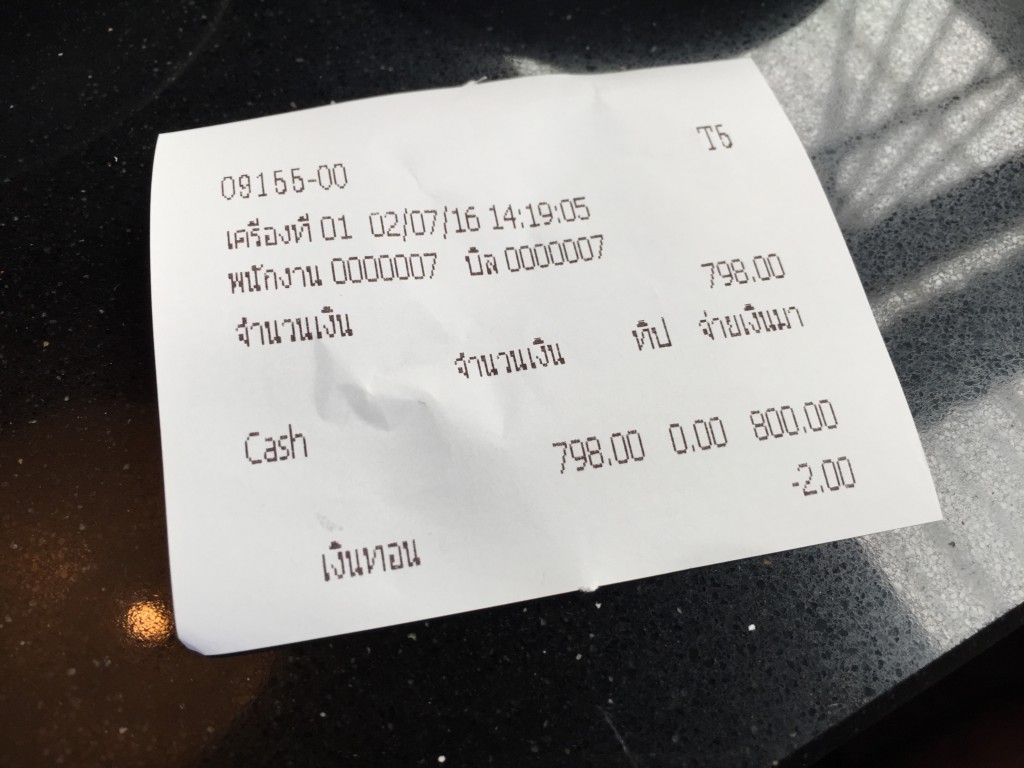 T5
09155-00
เครื่องที่ 01 02/07/16 14:19:05
พนักงาน 0000007 บิล 0000007
จำนวนเงิน 798.00
จำนวนเงิน ทิป จ่ายเงินมา
Cash 798.00 0.00 800.00
-2.00
เงินทอน